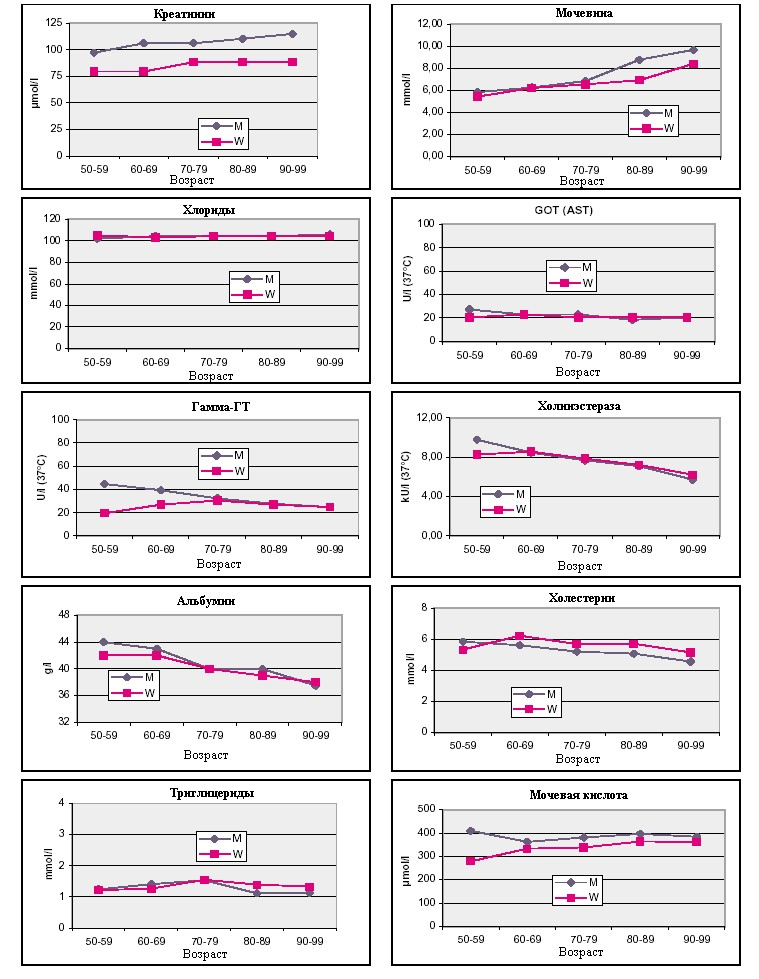 Креатинин
125
100
75
50
25
0
μmol/l
M
W
50-59 60-69 70-79 80-89 90-99
Возраст
Мочевина
12,00
10,00
8,00
6,00
4,00
2,00
0,00
mmol/l
M
W
50-59 60-69 70-79 80-89 90-99
Возраст
Хлориды
120
100
80
60
40
20
0
mmol/l
M
W
50-59 60-69 70-79 80-89 90-99
Возраст
GOT (AST)
100
80
60
40
20
0
U/l (37°C)
M
W
50-59 60-69 70-79 80-89 90-99
Возраст
Гамма-ГТ
100
80
60
40
20
0
U/l (37°C)
M
W
50-59 60-69 70-79 80-89 90-99
Возраст
Холинэстераза
12,00
8,00
4,00
0,00
kU/l (37°C)
M
W
50-59 60-69 70-79 80-89 90-99
Возраст
Альбумин
48
44
40
36
32
g/l
M
W
50-59 60-69 70-79 80-89 90-99
Возраст
Холестерин
8
6
4
2
0
mmol/l
M
W
50-59 60-69 70-79 80-89 90-99
Возраст
Триглицериды
4
3
2
1
0
mmol/l
M
W
50-59 60-69 70-79 80-89 90-99
Возраст
Мочевая кислота
500
400
300
200
100
0
μmol/l
M
W
50-59 60-69 70-79 80-89 90-99
Возраст